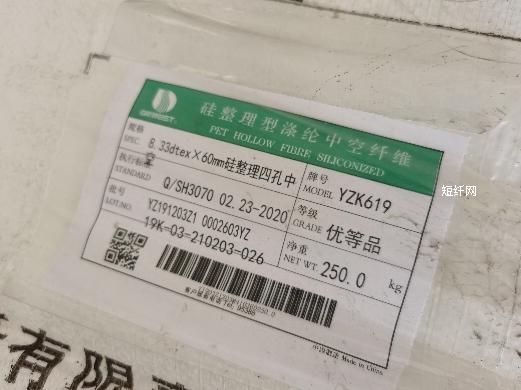 硅整理型涤纶中空纤维
PET HOLLOW FIBRE SILICONIZED
规格
SPEC.
8.33dtex×60mm硅整理四孔中空
牌号
MODEL
YZK619
执行标准
STANDARD
Q/SH3070 02.23-2020
等级
GRADE
优等品
批号
LOT.NO.
YZ191203Z1 0002603YZ
19K-03-210203-026
净重
NET WT.
250.0
kg
Made in China.
短纤网
有限